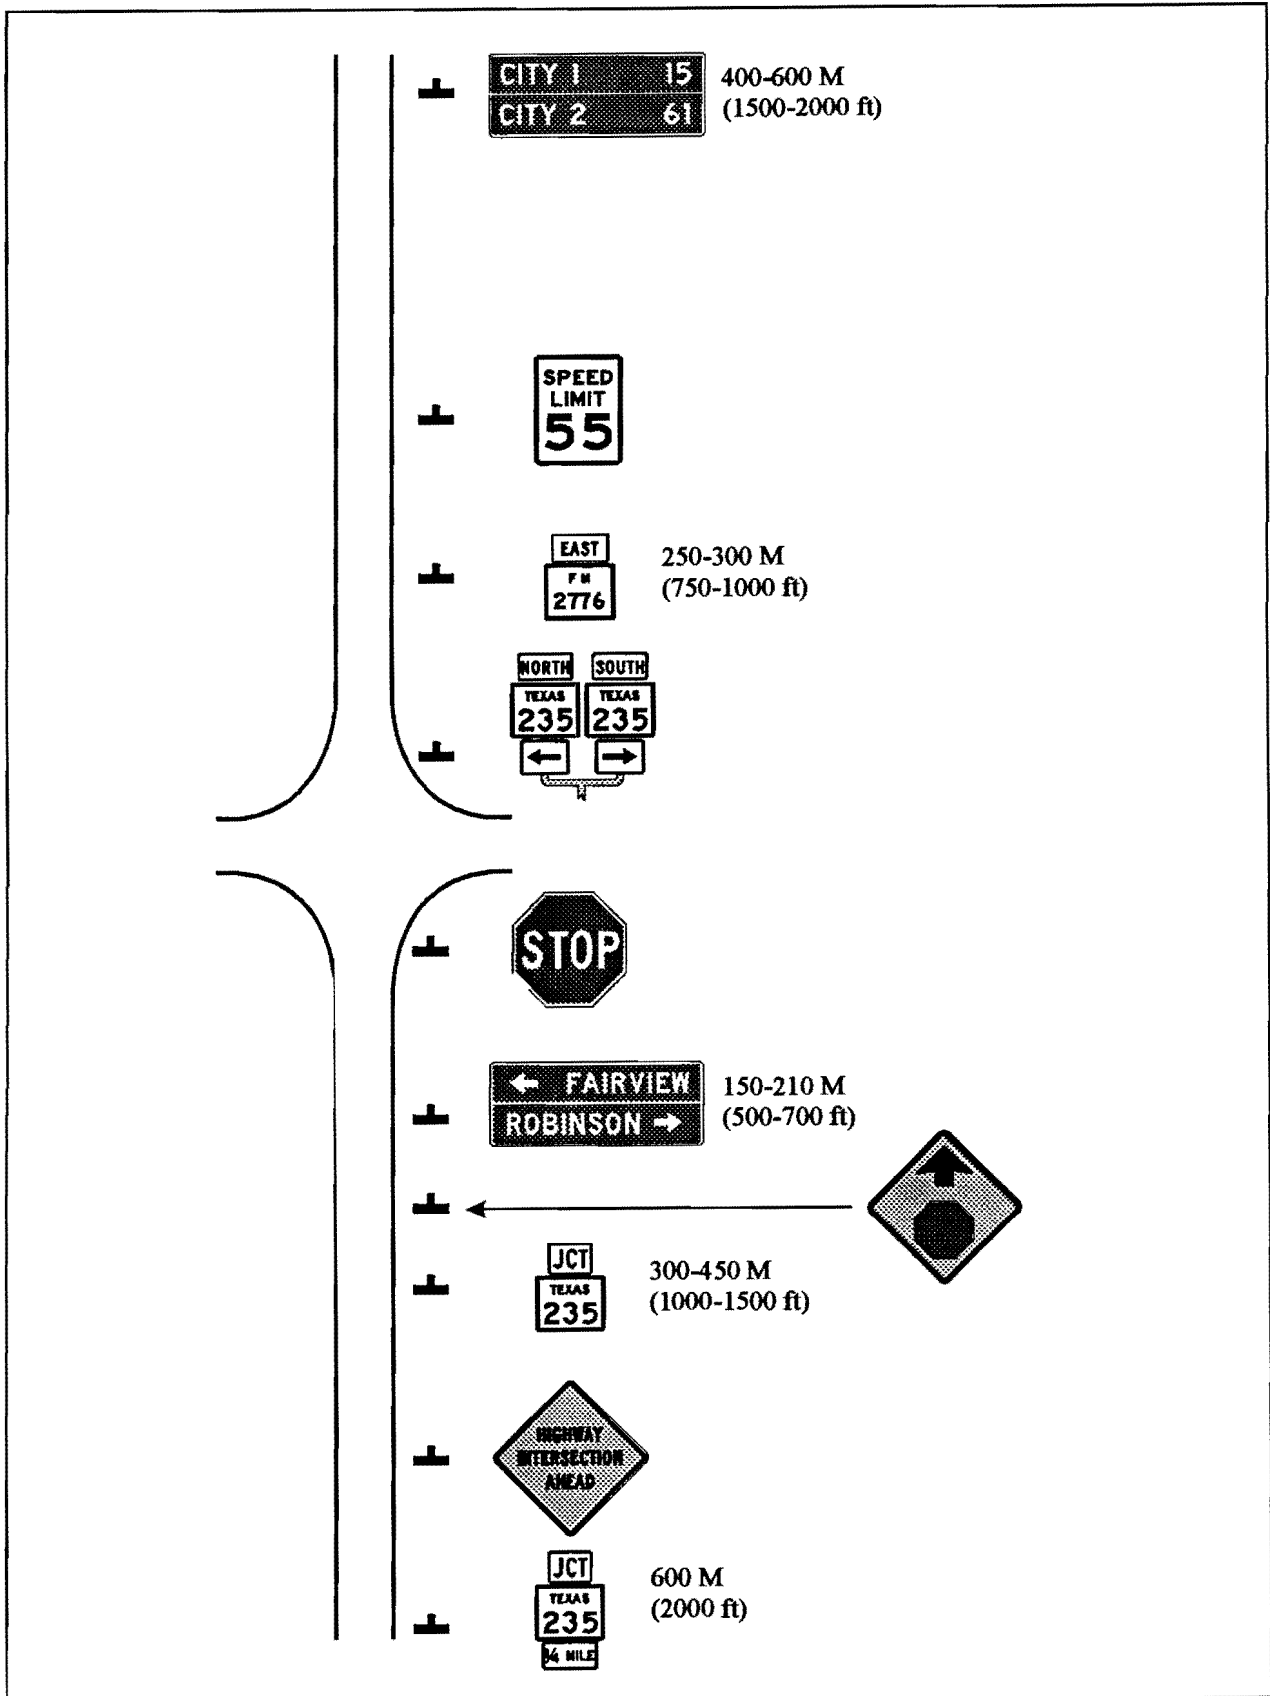 CITY 1 15
CITY 2 61
400-600 M
(1500-2000 ft)
SPEED
LIMIT
55
EAST
FM
2776
250-300 M
(750-1000 ft)
NORTH SOUTH
TEXAS TEXAS
235 235
STOP
FAIRVIEW
ROBINSON
150-210 M
(500-700 ft)
JCT
TEXAS
235
300-450 M
(1000-1500 ft)
HIGHWAY
INTERSECTION
AHEAD
JCT
TEXAS
235
MILE
600 M
(2000 ft)